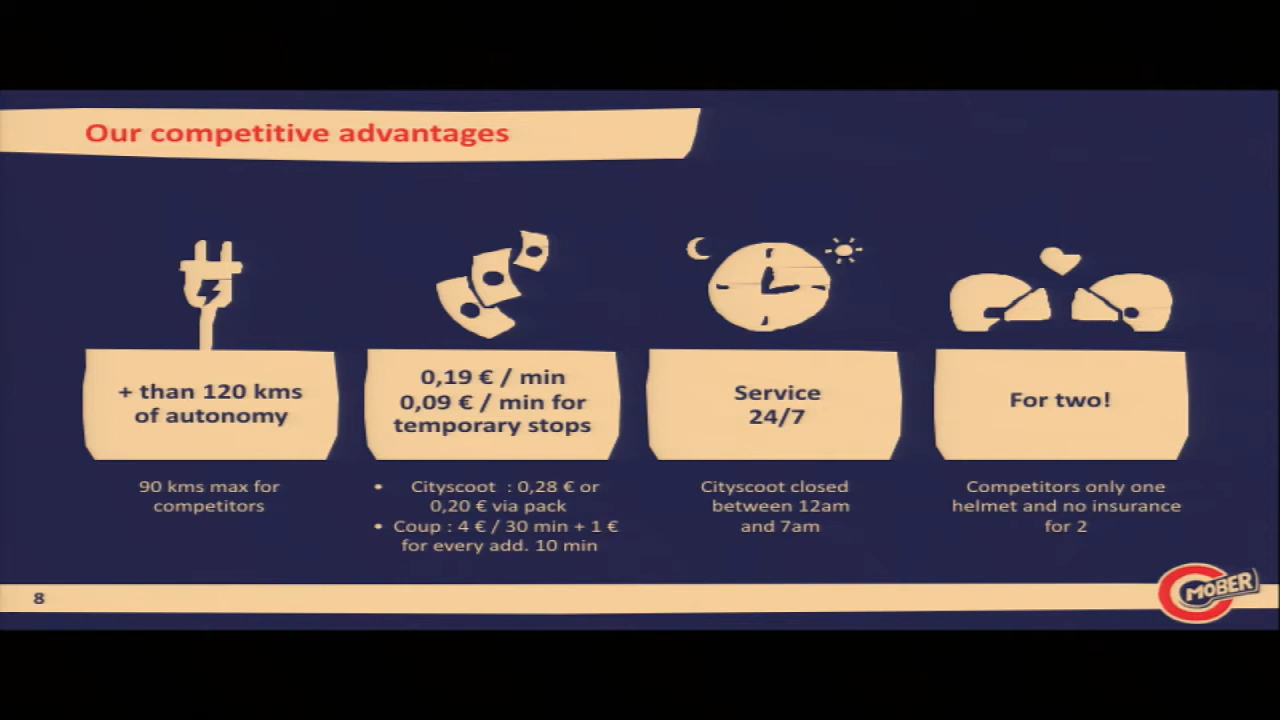 Our competitive advantages
+ than 120 kms
of autonomy
90 kms max for
competitors
0,19 € / min
0,09 € / min for
temporary stops
• Cityscoot : 0,28 € or
0,20 € via pack
• Coup : 4 € / 30 min + 1 €
for every add. 10 min
Service
24/7
Cityscoot closed
between 12am
and 7am
For two!
Competitors only one
helmet and no insurance
for 2
8
C
MOBER